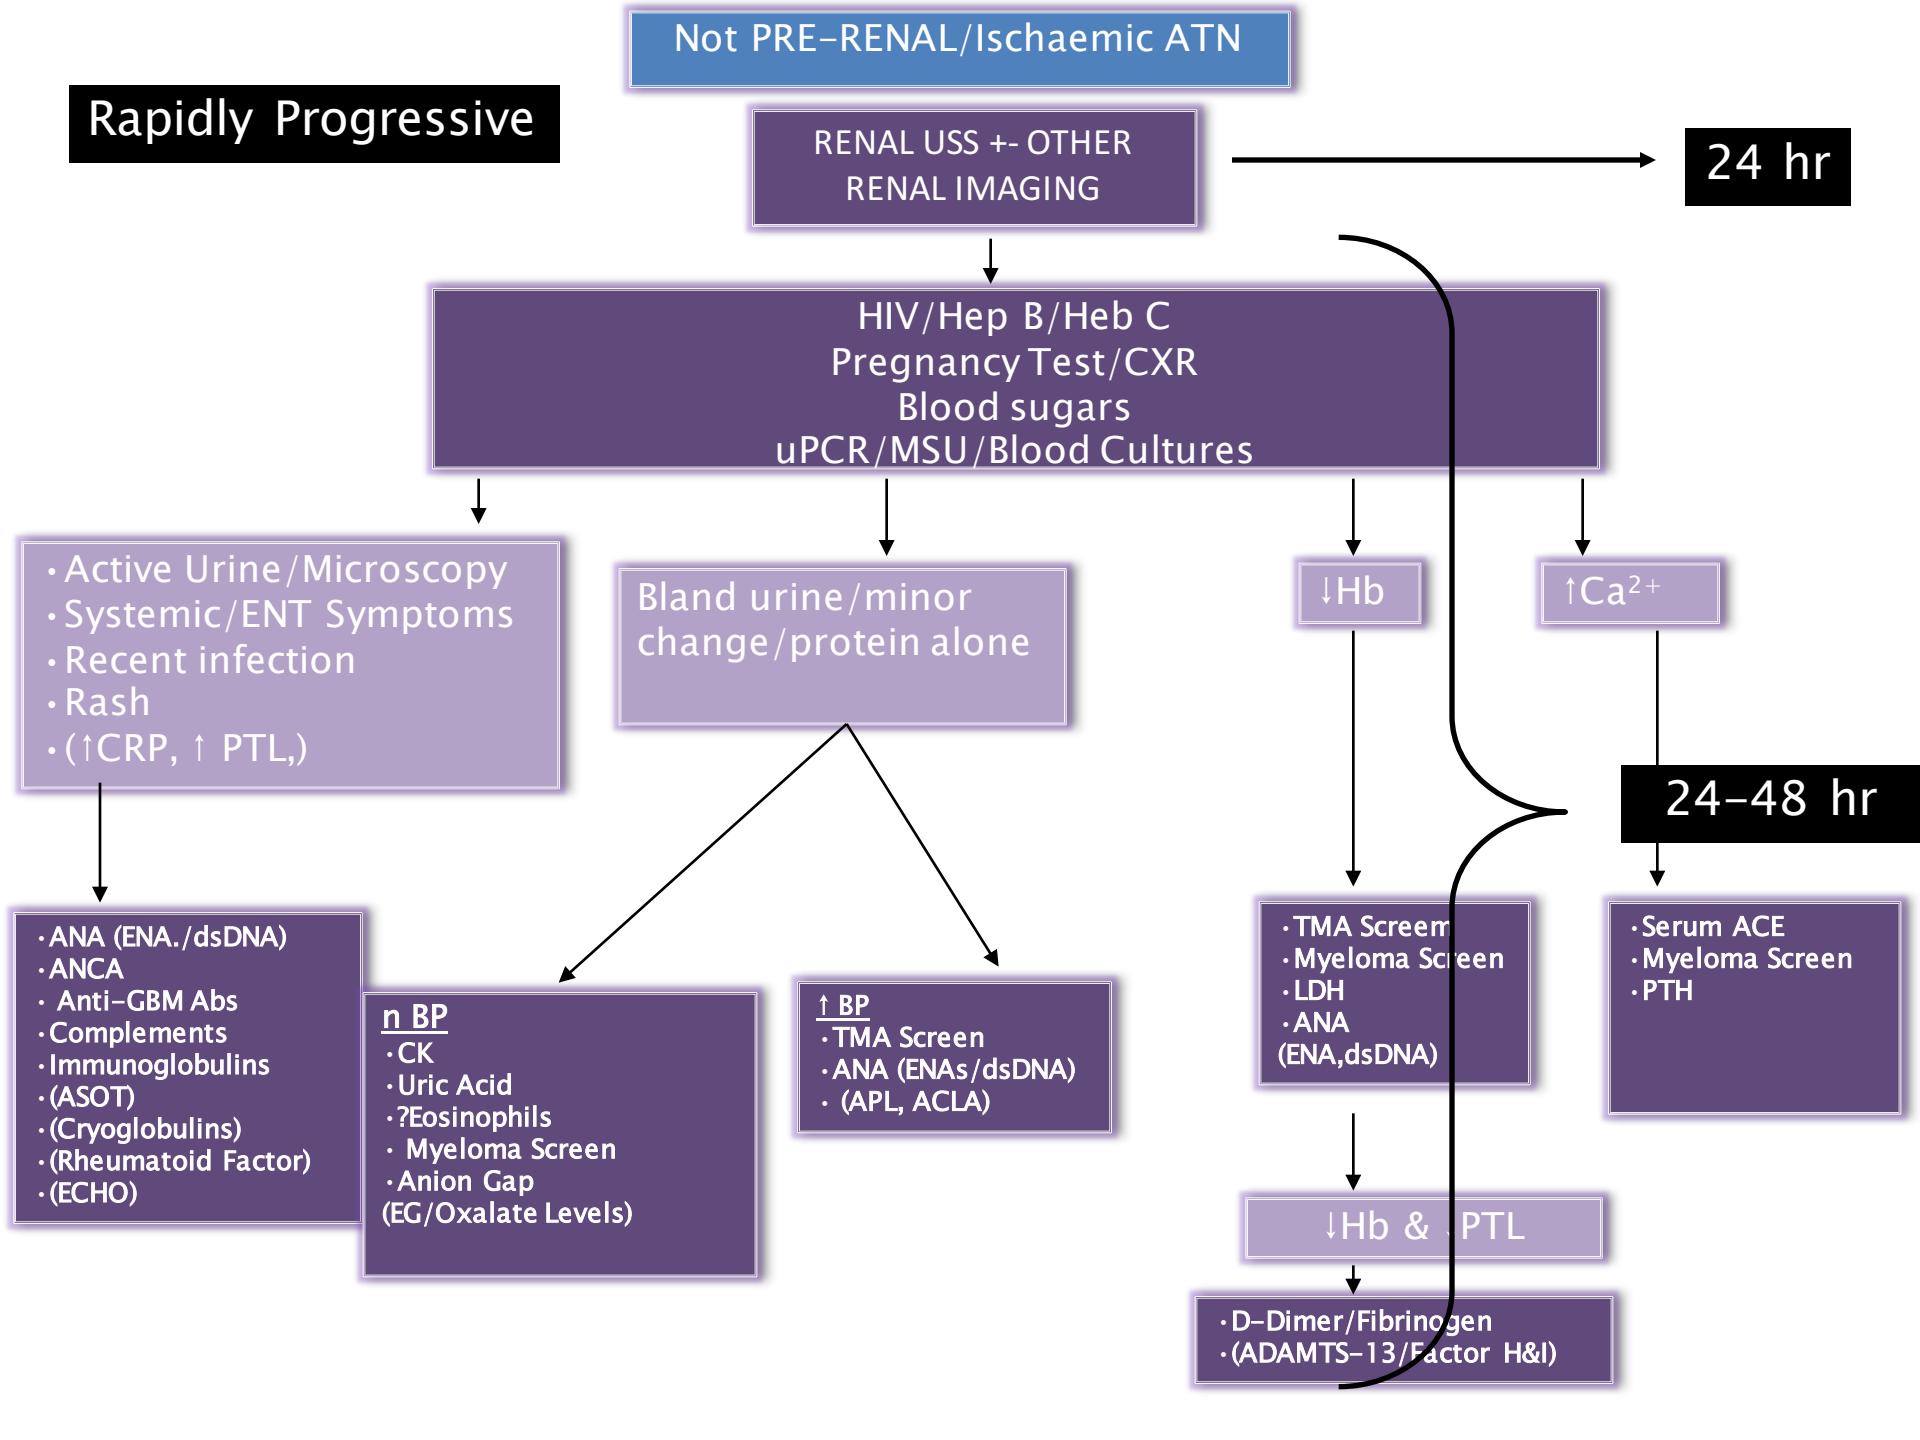 Not PRE-RENAL/Ischaemic ATN
Rapidly Progressive
RENAL USS +- OTHER
RENAL IMAGING
24 hr
HIV/Hep B/Heb C
Pregnancy Test/CXR
Blood sugars
uPCR/MSU/Blood Cultures
•Active Urine/Microscopy
•Systemic/ENT Symptoms
•Recent infection
•Rash
•(↑CRP, ↑ PTL,)
Bland urine/minor
change/protein alone
↓Hb
↑Ca²⁺
24-48 hr
•ANA (ENA./dsDNA)
•ANCA
• Anti-GBM Abs
•Complements
•Immunoglobulins
•(ASOT)
•(Cryoglobulins)
•(Rheumatoid Factor)
•(ECHO)
n BP
•CK
•Uric Acid
•?Eosinophils
• Myeloma Screen
•Anion Gap
(EG/Oxalate Levels)
↑ BP
•TMA Screen
•ANA (ENAs/dsDNA)
• (APL, ACLA)
•TMA Screem
•Myeloma Screen
•LDH
•ANA
(ENA,dsDNA)
•Serum ACE
•Myeloma Screen
•PTH
↓Hb & ↓PTL
•D-Dimer/Fibrinogen
•(ADAMTS-13/Factor H&I)